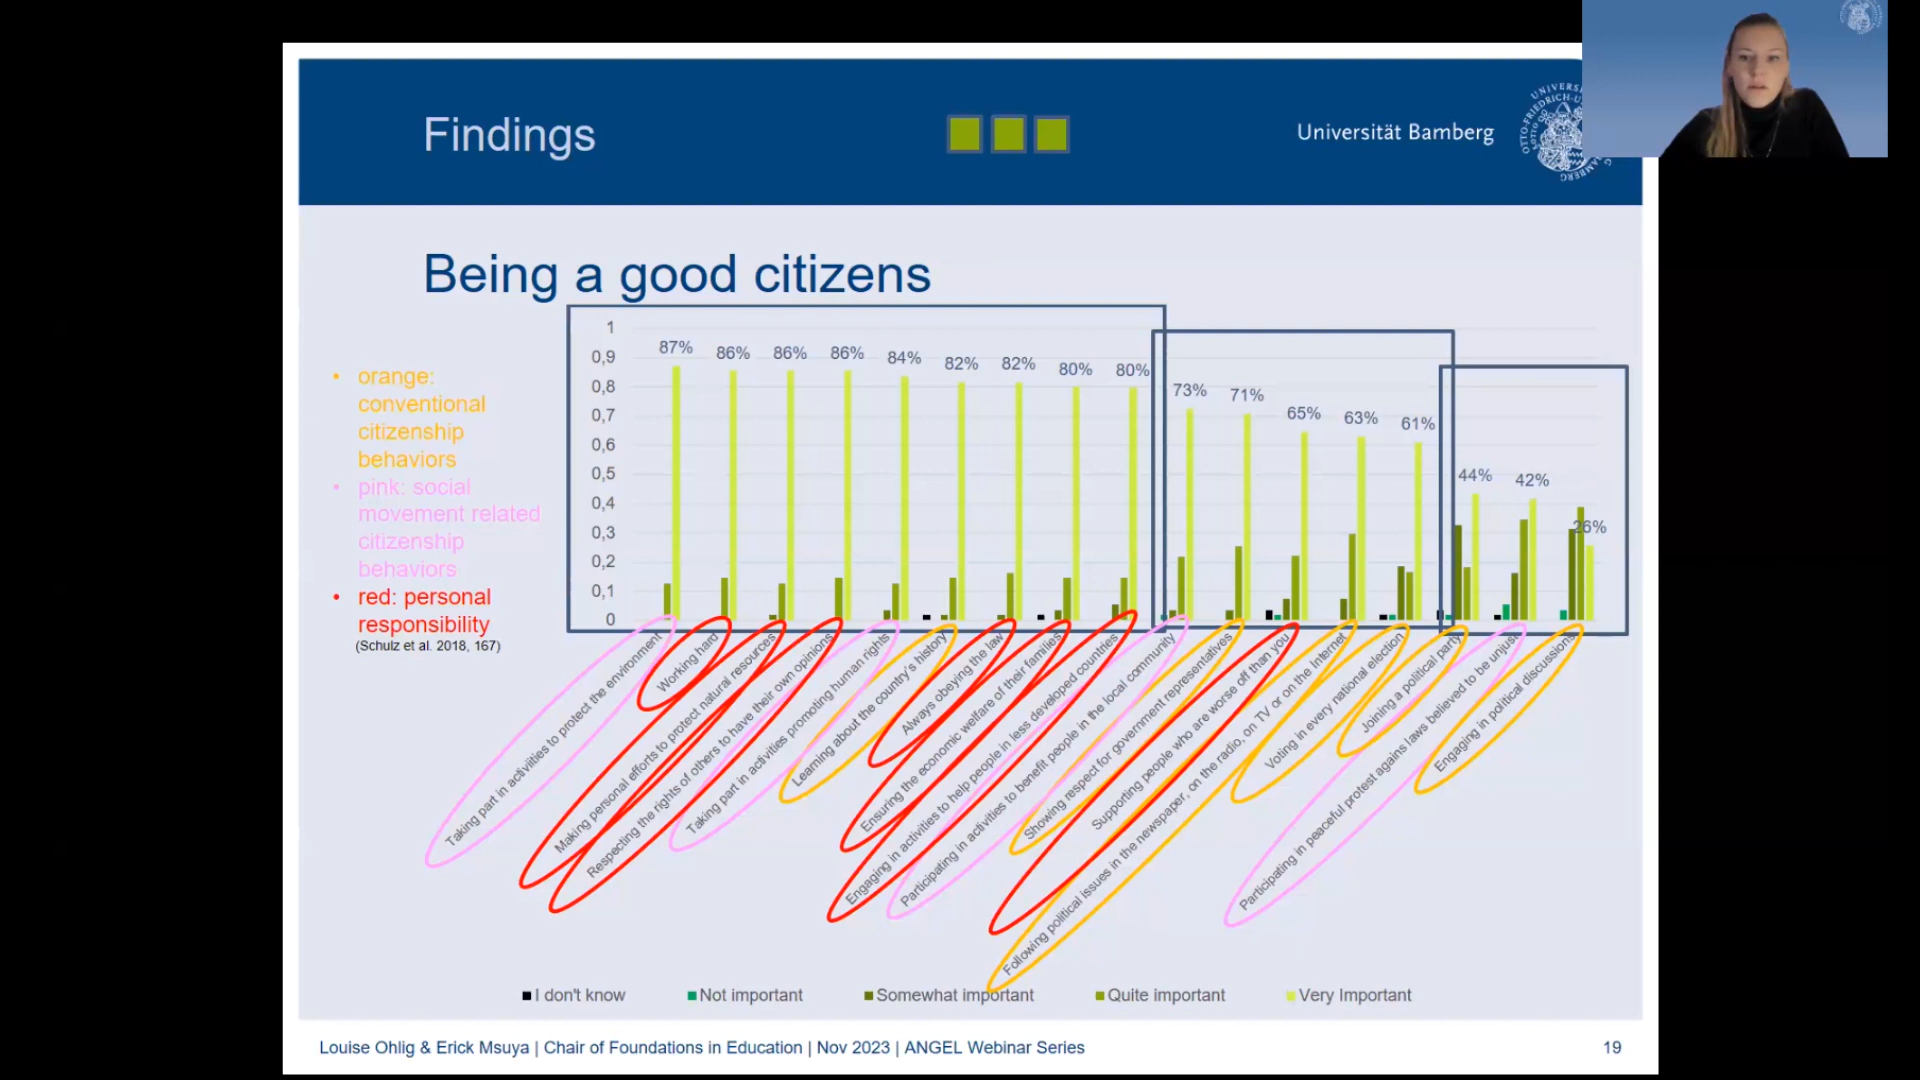 Findings
Universität Bamberg
Being a good citizens
• orange:
conventional
citizenship
behaviors
• pink: social
movement related
citizenship
behaviors
• red: personal
responsibility
(Schulz et al. 2018, 167)
1
0,9
0,8
0,7
0,6
0,5
0,4
0,3
0,2
0,1
0
87%
86%
86%
86%
84%
82%
82%
80%
80%
73%
71%
65%
63%
61%
44%
42%
26%
Taking part in activities to protect the environment
Working hard
Making personal efforts to protect natural resources
Respecting the rights of others to have their own opinions
Taking part in activities promoting human rights
Learning about the country's history
Always obeying the law
Ensuring the economic welfare of their families
Engaging in activities to help people in less developed countries
Participating in activities to benefit people in the local community
Showing respect for government representatives
Supporting people who are worse off than you
Following political issues in the newspaper, on the radio, on TV or on the Internet
Voting in every national election
Joining a political party
Participating in peaceful protest agains laws believed to be unjust
Engaging in political discussions
I don't know
Not important
Somewhat important
Quite important
Very Important
Louise Ohlig & Erick Msuya | Chair of Foundations in Education | Nov 2023 | ANGEL Webinar Series
19